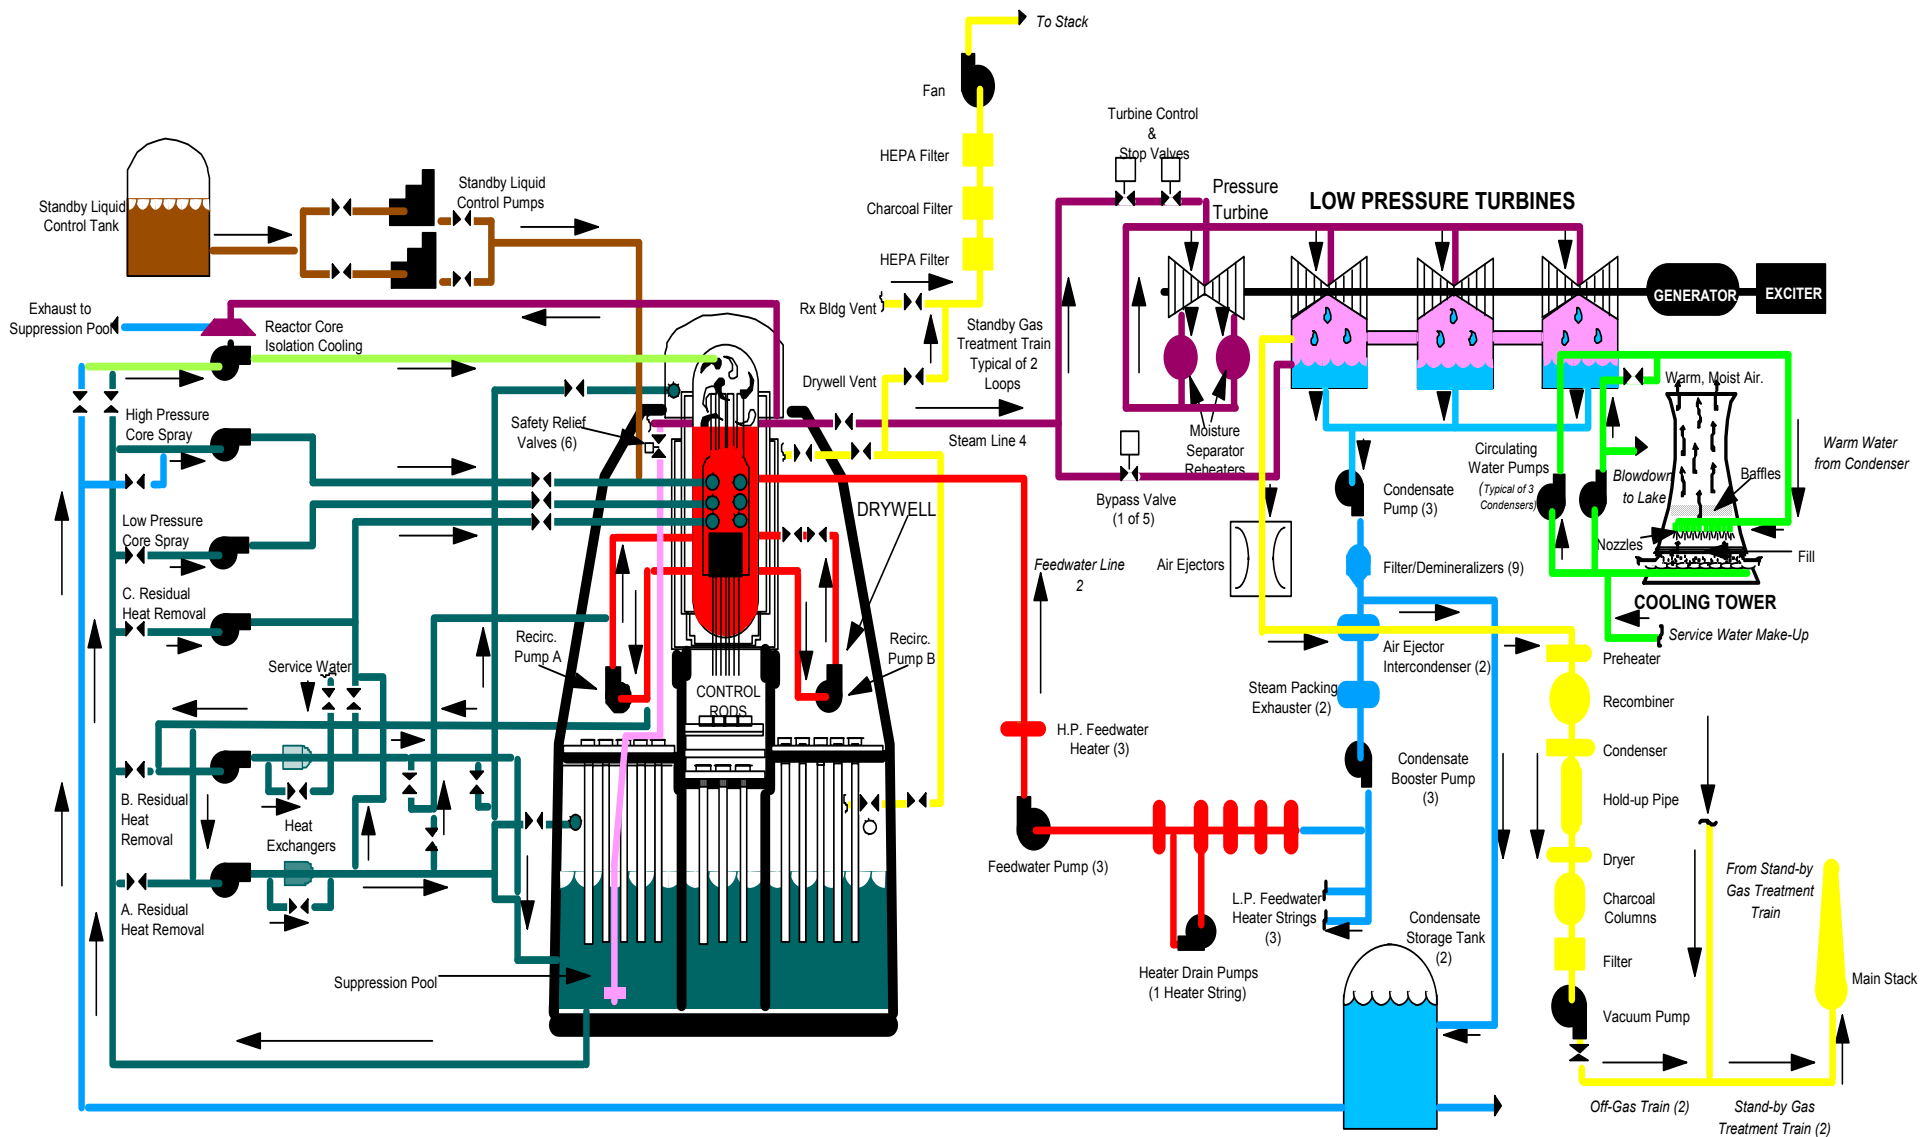 To Stack
Fan
HEPA Filter
Charcoal Filter
HEPA Filter
Rx Bldg Vent
Drywell Vent
Standby Gas
Treatment Train
Typical of 2
Loops
Standby Liquid
Control Tank
Standby Liquid
Control Pumps
Exhaust to
Suppression Pool
Reactor Core
Isolation Cooling
High Pressure
Core Spray
Low Pressure
Core Spray
C. Residual
Heat Removal
Service Water
B. Residual
Heat
Removal
Heat
Exchangers
A. Residual
Heat Removal
Suppression Pool
Safety Relief
Valves (6)
Recirc.
Pump A
Recirc.
Pump B
DRYWELL
CONTROL
RODS
Turbine Control
&
Stop Valves
Pressure
Turbine
LOW PRESSURE TURBINES
GENERATOR
EXCITER
Steam Line 4
Moisture
Separator
Reheaters
Bypass Valve
(1 of 5)
Feedwater Line
2
Air Ejectors
H.P. Feedwater
Heater (3)
Feedwater Pump (3)
Heater Drain Pumps
(1 Heater String)
L.P. Feedwater
Heater Strings
(3)
Condensate
Pump (3)
Filter/Demineralizers (9)
Air Ejector
Intercondenser (2)
Steam Packing
Exhauster (2)
Condensate
Booster Pump
(3)
Condensate
Storage Tank
(2)
Circulating
Water Pumps
(Typical of 3
Condensers)
Blowdown
to Lake
Warm, Moist Air.
Baffles
Warm Water
from Condenser
Nozzles
Fill
COOLING TOWER
Service Water Make-Up
Preheater
Recombiner
Condenser
Hold-up Pipe
Dryer
Charcoal
Columns
Filter
Vacuum Pump
From Stand-by
Gas Treatment
Train
Main Stack
Off-Gas Train (2)
Stand-by Gas
Treatment Train (2)